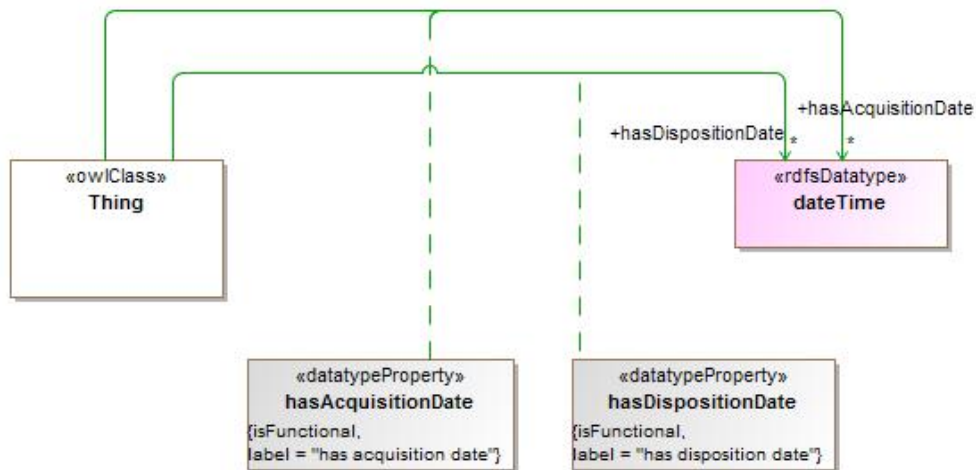 +hasAcquisitionDate
+hasDispositionDate
*
*
«owlClass»
Thing
«rdfsDatatype»
dateTime
«datatypeProperty»
hasAcquisitionDate
{isFunctional,
label = "has acquisition date"}
«datatypeProperty»
hasDispositionDate
{isFunctional,
label = "has disposition date"}